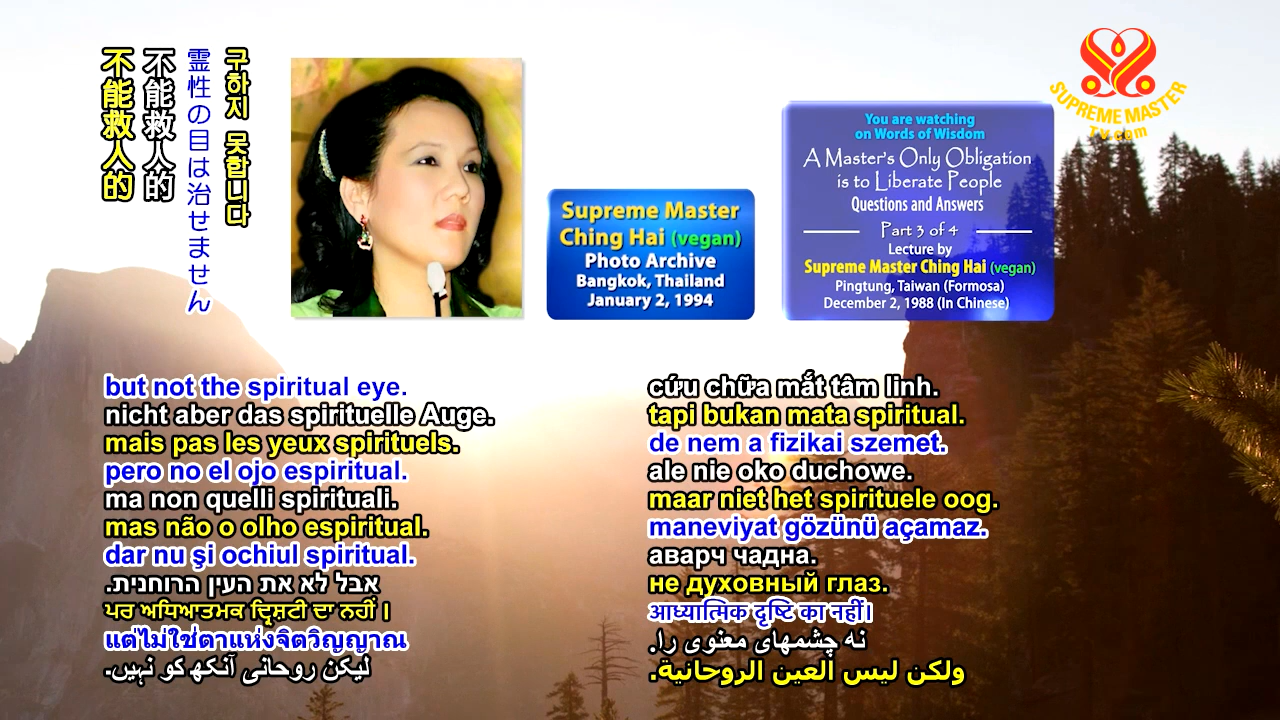 不能救人的
不能救人的
霊性の目は治せません
구하지 못합니다
Supreme Master
Ching Hai (vegan)
Photo Archive
Bangkok, Thailand
January 2, 1994
You are watching
on Words of Wisdom
A Master's Only Obligation
is to Liberate People
Questions and Answers
Part 3 of 4
Lecture by
Supreme Master Ching Hai (vegan)
Pingtung, Taiwan (Formosa)
December 2, 1988 (In Chinese)
SUPREME MASTER
TV.com
but not the spiritual eye.
nicht aber das spirituelle Auge.
mais pas les yeux spirituels.
pero no el ojo espiritual.
ma non quelli spirituali.
mas não o olho espiritual.
dar nu şi ochiul spiritual.
אבל לא את העין הרוחנית.
ਪਰ ਅਧਿਆਤਮਕ ਦ੍ਰਿਸ਼ਟੀ ਦਾ ਨਹੀਂ।
แต่ไม่ใช่ตาแห่งจิตวิญญาณ
لیکن روحانی آنکھ کو نہیں.
cứu chữa mắt tâm linh.
tapi bukan mata spiritual.
de nem a fizikai szemet.
ale nie oko duchowe.
maar niet het spirituele oog.
maneviyat gözünü açamaz.
аварч чадна.
не духовный глаз.
आध्यात्मिक दृष्टि का नहीं।
نه چشمهای معنوی را.
ولكن ليس العين الروحانية.